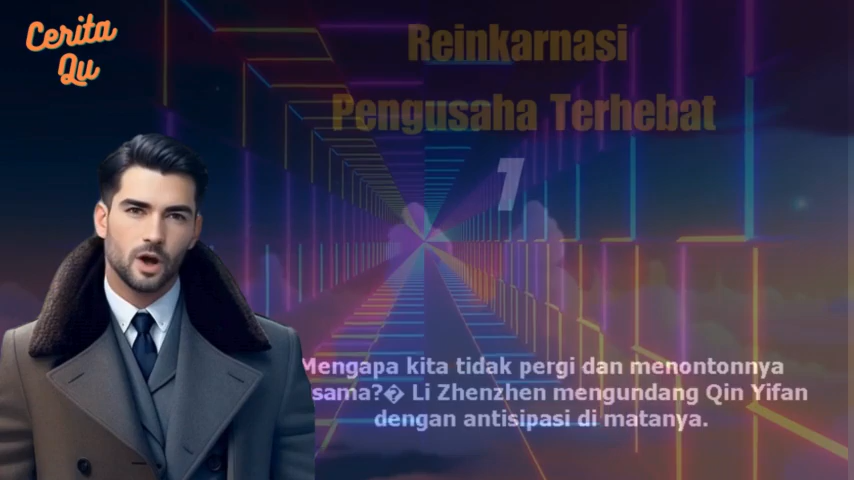 Cerita
Qu
Reinkarnasi
Pengusaha Terhebat
1
Mengapa kita tidak pergi dan menontonnya
sama?� Li Zhenzhen mengundang Qin Yifan
dengan antisipasi di matanya.